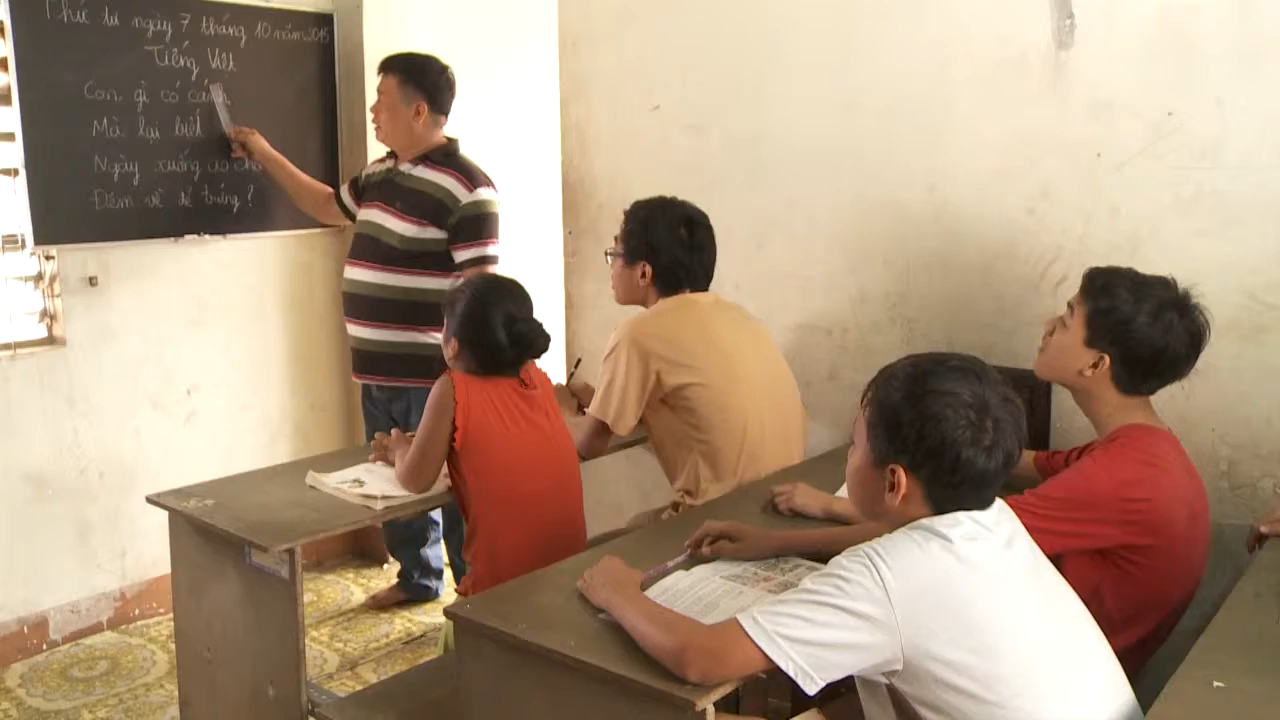 Thứ tư ngày 7 tháng 10 năm 2015
Tiếng Việt
Con gì có cánh
Mà lại biết
Ngày xuống ao
Đêm về đẻ trứng?